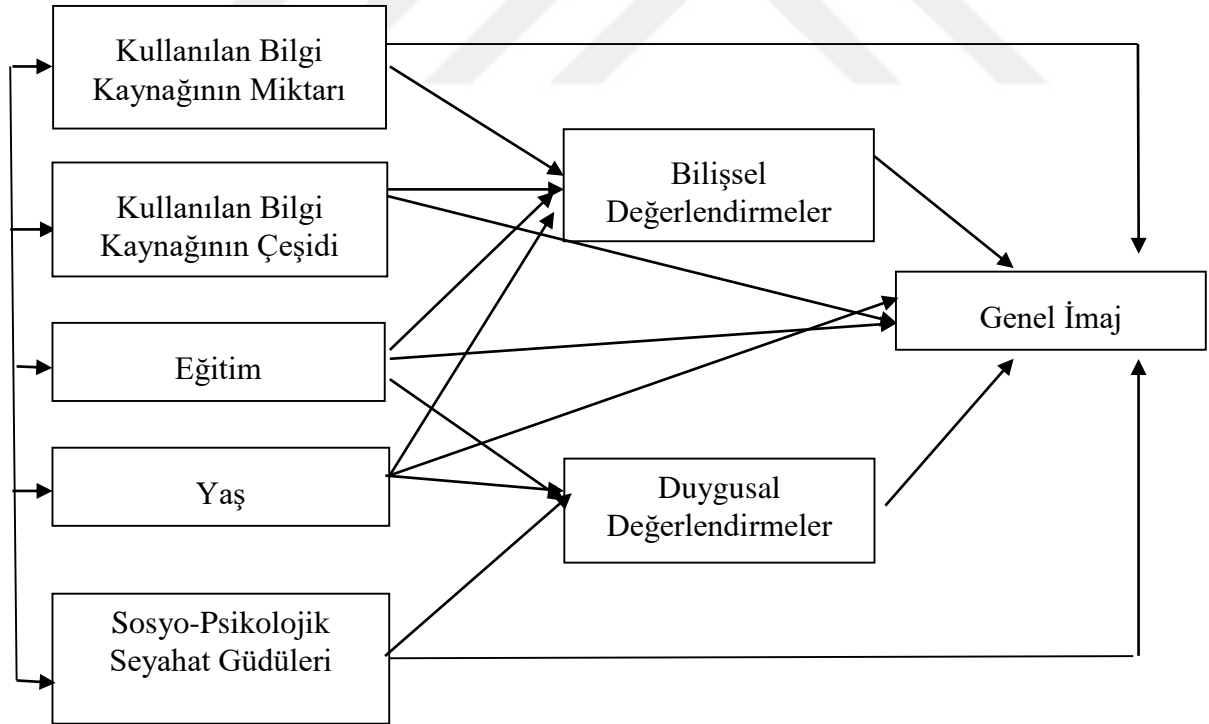 Kullanılan Bilgi
Kaynağının Miktarı
Kullanılan Bilgi
Kaynağının Çeşidi
Eğitim
Yaş
Sosyo-Psikolojik
Seyahat Güdüleri
Bilişsel
Değerlendirmeler
Duygusal
Değerlendirmeler
Genel İmaj